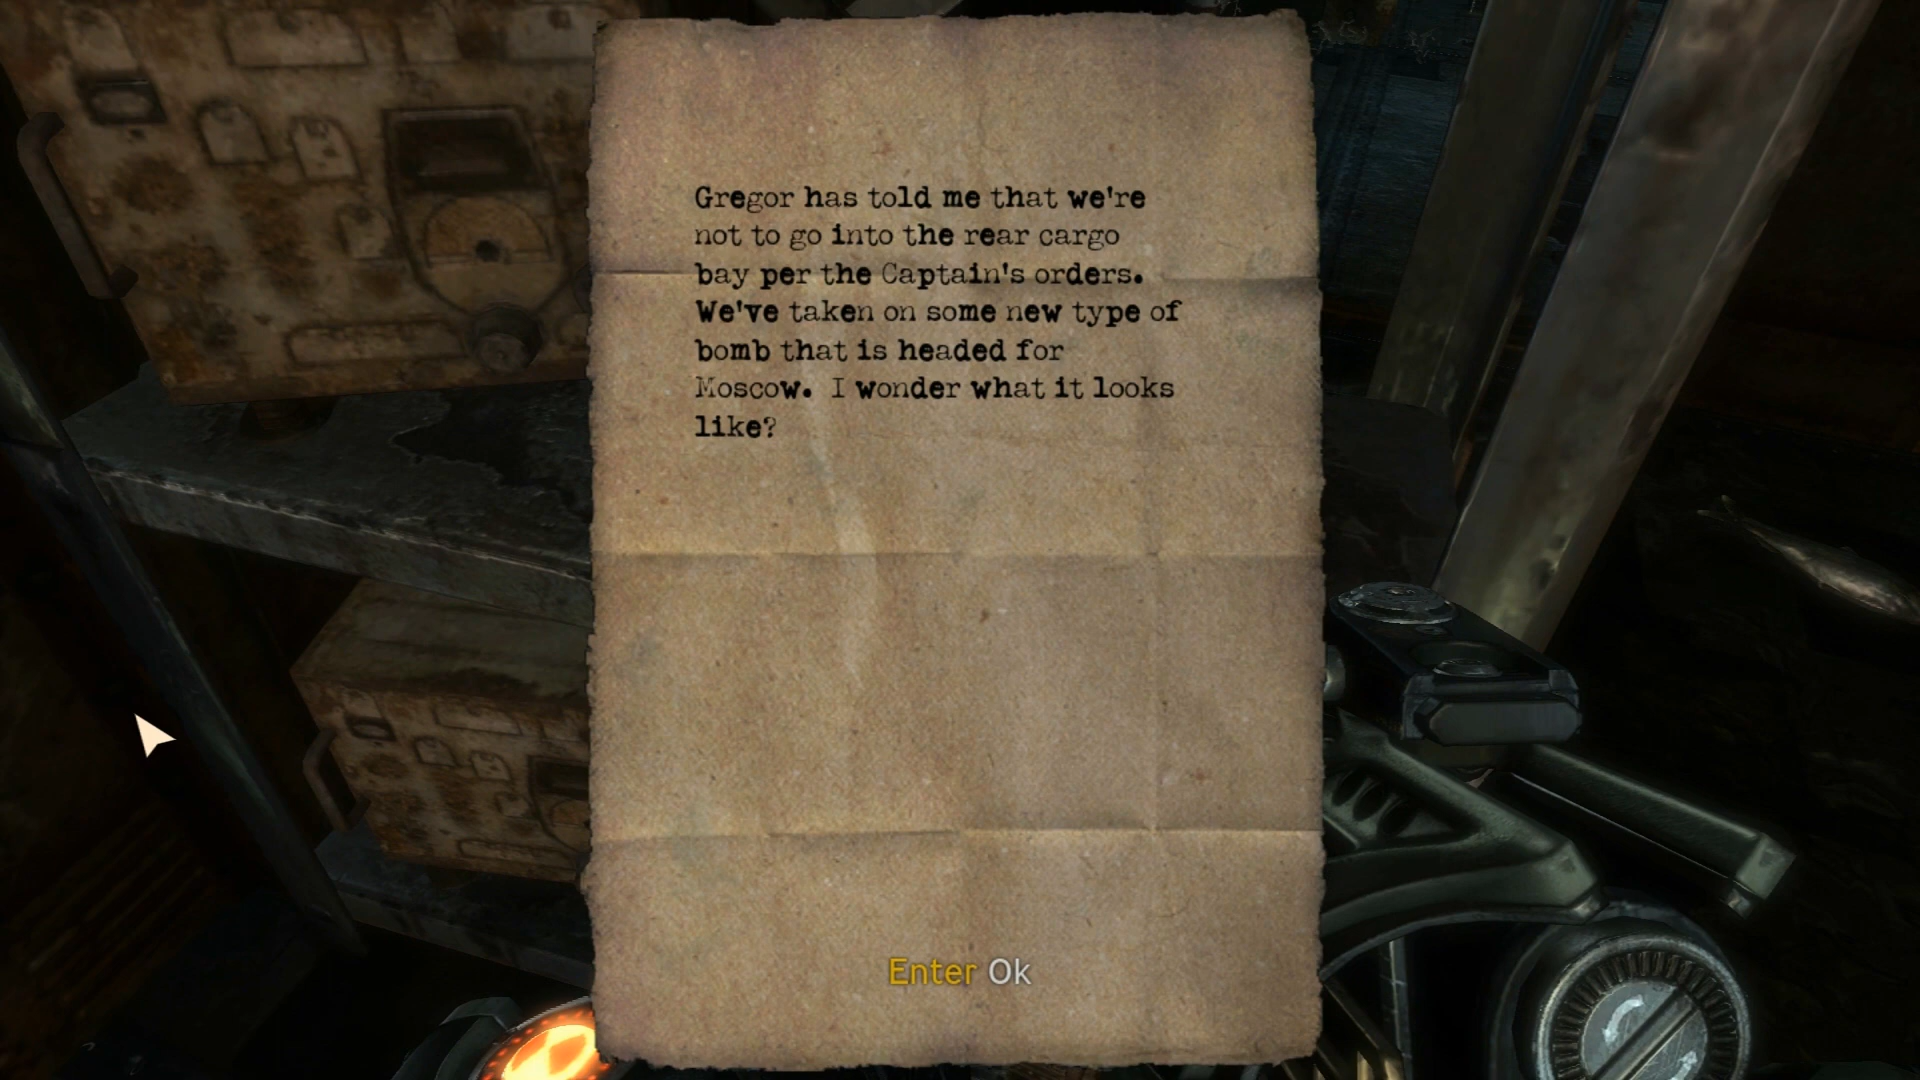 Gregor has told me that we're
not to go into the rear cargo
bay per the Captain's orders.
We've taken on some new type of
bomb that is headed for
Moscow.  I wonder what it looks
like?
Enter Ok